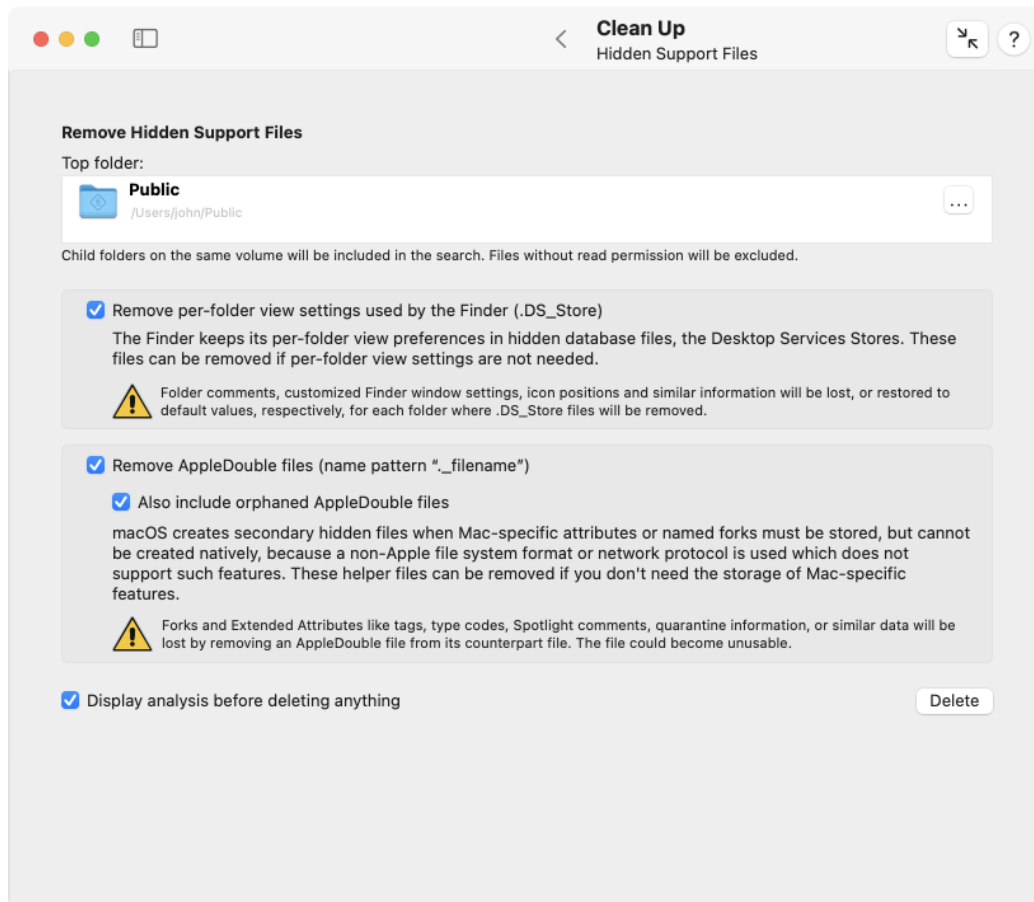 Clean Up
Hidden Support Files
?
Remove Hidden Support Files
Top folder:
Public
/Users/john/Public
...
Child folders on the same volume will be included in the search. Files without read permission will be excluded.
Remove per-folder view settings used by the Finder (.DS_Store)
The Finder keeps its per-folder view preferences in hidden database files, the Desktop Services Stores. These
files can be removed if per-folder view settings are not needed.
Folder comments, customized Finder window settings, icon positions and similar information will be lost, or restored to
default values, respectively, for each folder where .DS_Store files will be removed.
Remove AppleDouble files (name pattern “._filename”)
Also include orphaned AppleDouble files
macOS creates secondary hidden files when Mac-specific attributes or named forks must be stored, but cannot
be created natively, because a non-Apple file system format or network protocol is used which does not
support such features. These helper files can be removed if you don't need the storage of Mac-specific
features.
Forks and Extended Attributes like tags, type codes, Spotlight comments, quarantine information, or similar data will be
lost by removing an AppleDouble file from its counterpart file. The file could become unusable.
Display analysis before deleting anything
Delete